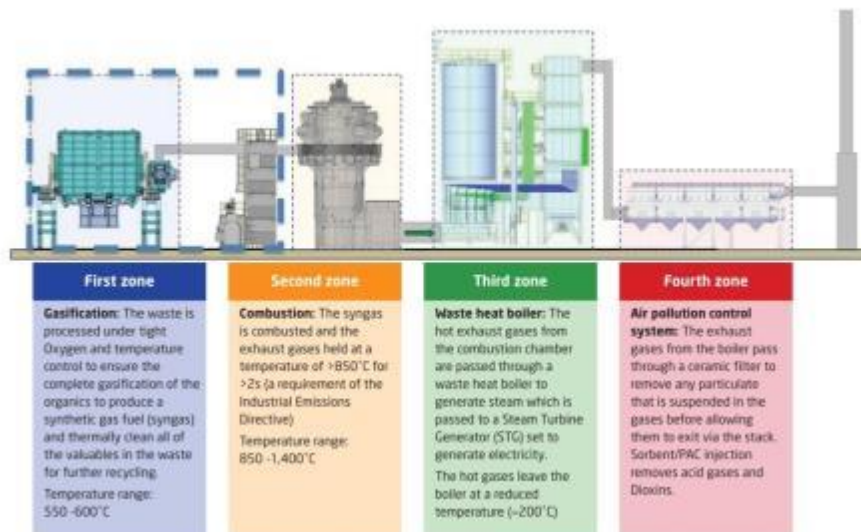 First zone
Gasification: The waste is
processed under tight
Oxygen and temperature
control to ensure the
complete gasification of the
organics to produce a
synthetic gas fuel (syngas)
and thermally clean all of
the valuables in the waste
for further recycling.
Temperature range:
550 -600°C
Second zone
Combustion: The syngas
is combusted and the
exhaust gases held at a
temperature of >850°C for
>2s (a requirement of the
Industrial Emissions
Directive)
Temperature range:
850 -1,400°C
Third zone
Waste heat boiler: The
hot exhaust gases from
the combustion chamber
are passed through a
waste heat boiler to
generate steam which is
passed to a Steam Turbine
Generator (STG) set to
generate electricity.
The hot gases leave the
boiler at a reduced
temperature (~200°C)
Fourth zone
Air pollution control
system: The exhaust
gases from the boiler pass
through a ceramic filter to
remove any particulate
that is suspended in the
gases before allowing
them to exit via the stack.
Sorbent/PAC injection
removes acid gases and
Dioxins.